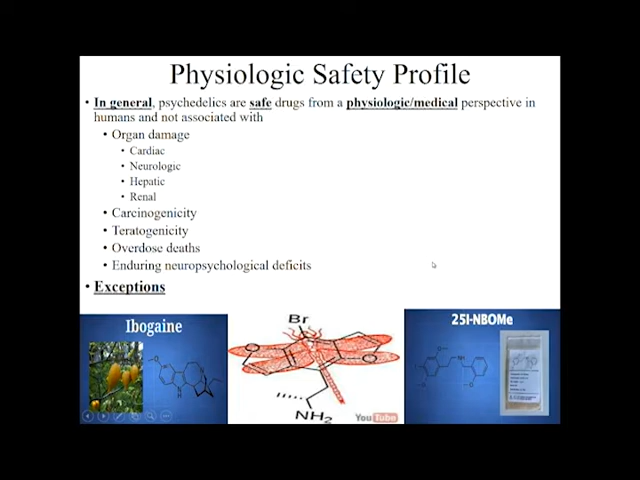 Physiologic Safety Profile
• In general, psychedelics are safe drugs from a physiologic/medical perspective in
humans and not associated with
• Organ damage
• Cardiac
• Neurologic
• Hepatic
• Renal
• Carcinogenicity
• Teratogenicity
• Overdose deaths
• Enduring neuropsychological deficits
• Exceptions
Ibogaine
Br
NH2
YouTube
25I-NBOMe